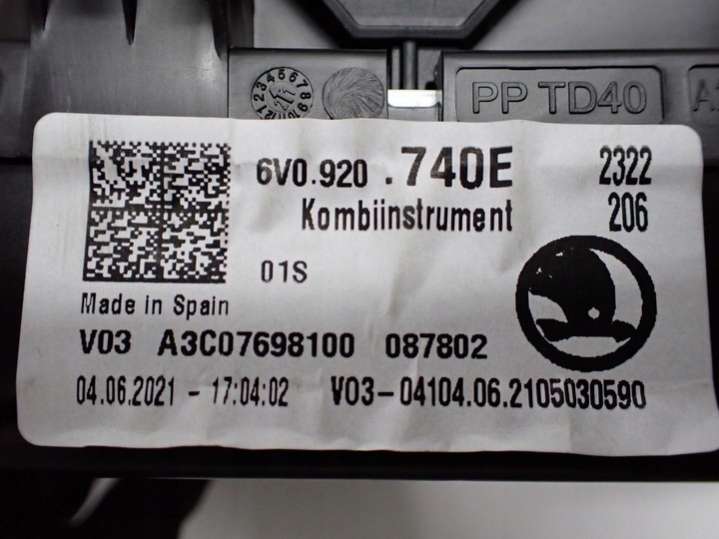 PP TD40
6V0.920 .740E 2322
Kombiinstrument 206
01S
Made in Spain
V03 A3C07698100 087802
04.06.2021 - 17:04:02 V03-04104.06.2105030590